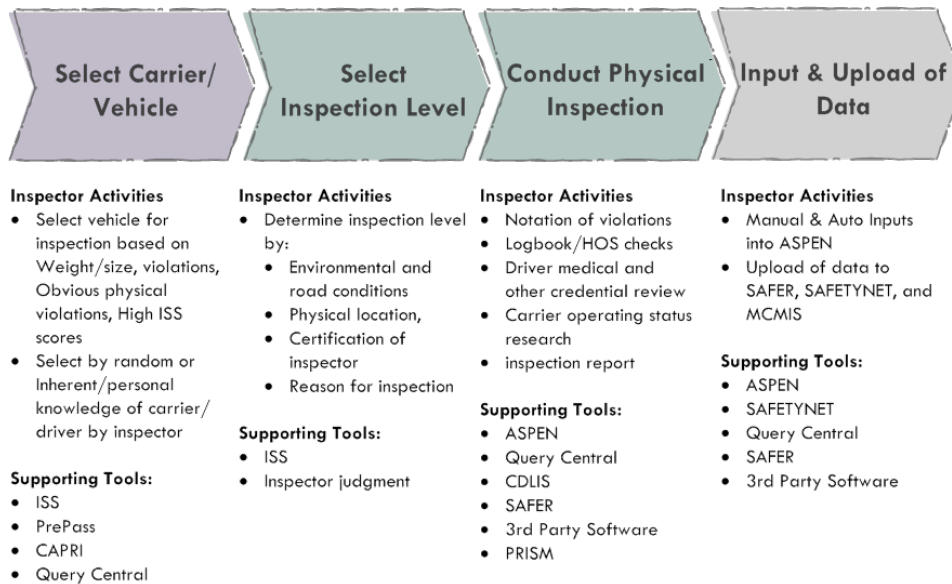 Select Carrier/
Vehicle
Select
Inspection Level
Conduct Physical
Inspection
Input & Upload of
Data
Inspector Activities
• Select vehicle for
inspection based on
Weight/size, violations,
Obvious physical
violations, High ISS
scores
• Select by random or
Inherent/personal
knowledge of carrier/
driver by inspector
Supporting Tools:
• ISS
• PrePass
• CAPRI
• Query Central
Inspector Activities
• Determine inspection level
by:
• Environmental and
road conditions
• Physical location,
• Certification of
inspector
• Reason for inspection
Supporting Tools:
• ISS
• Inspector judgment
Inspector Activities
• Notation of violations
• Logbook/HOS checks
• Driver medical and
other credential review
• Carrier operating status
research
• inspection report
Supporting Tools:
• ASPEN
• Query Central
• CDLIS
• SAFER
• 3rd Party Software
• PRISM
Inspector Activities
• Manual & Auto Inputs
into ASPEN
• Upload of data to
SAFER, SAFETYNET, and
MCMIS
Supporting Tools:
• ASPEN
• SAFETYNET
• Query Central
• SAFER
• 3rd Party Software